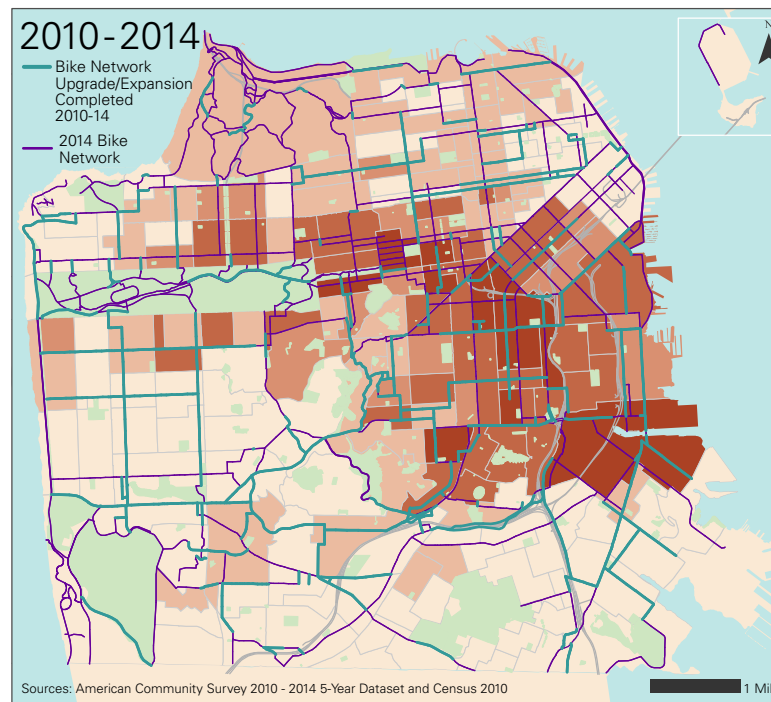 2010-2014
Bike Network
Upgrade/Expansion
Completed
2010-14
2014 Bike
Network
N
Sources: American Community Survey 2010 - 2014 5-Year Dataset and Census 2010
1 Mil